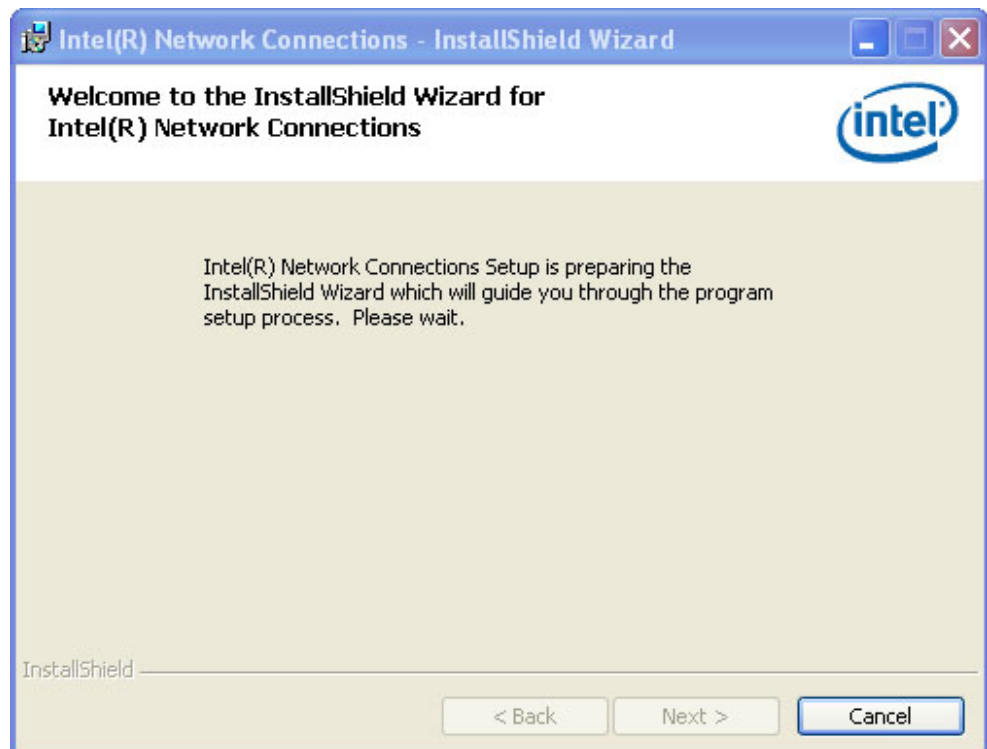 Intel(R) Network Connections - InstallShield Wizard
Welcome to the InstallShield Wizard for
Intel(R) Network Connections
intel
Intel(R) Network Connections Setup is preparing the
InstallShield Wizard which will guide you through the program
setup process. Please wait.
InstallShield
< Back
Next >
Cancel